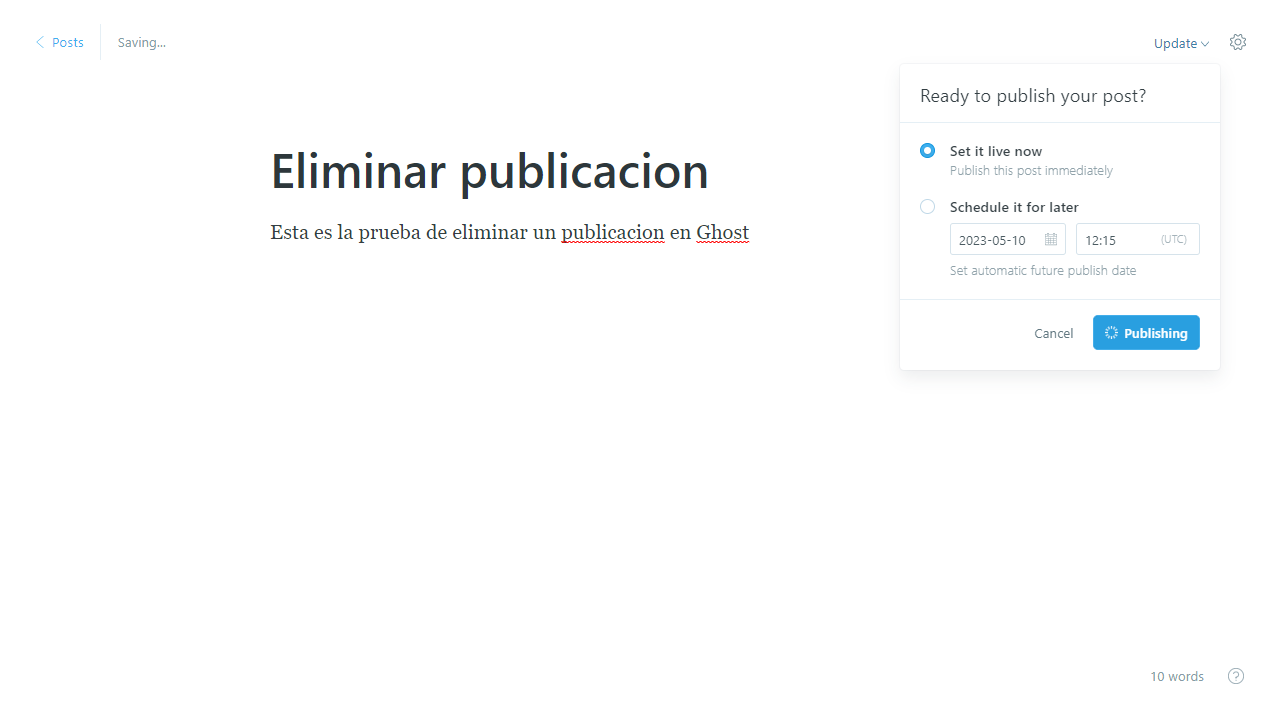 Posts
Saving...
Update
Ready to publish your post?
Set it live now
Publish this post immediately
Schedule it for later
2023-05-10
12:15 (UTC)
Set automatic future publish date
Cancel
Publishing
Eliminar publicacion
Esta es la prueba de eliminar un publicacion en Ghost
10 words
?